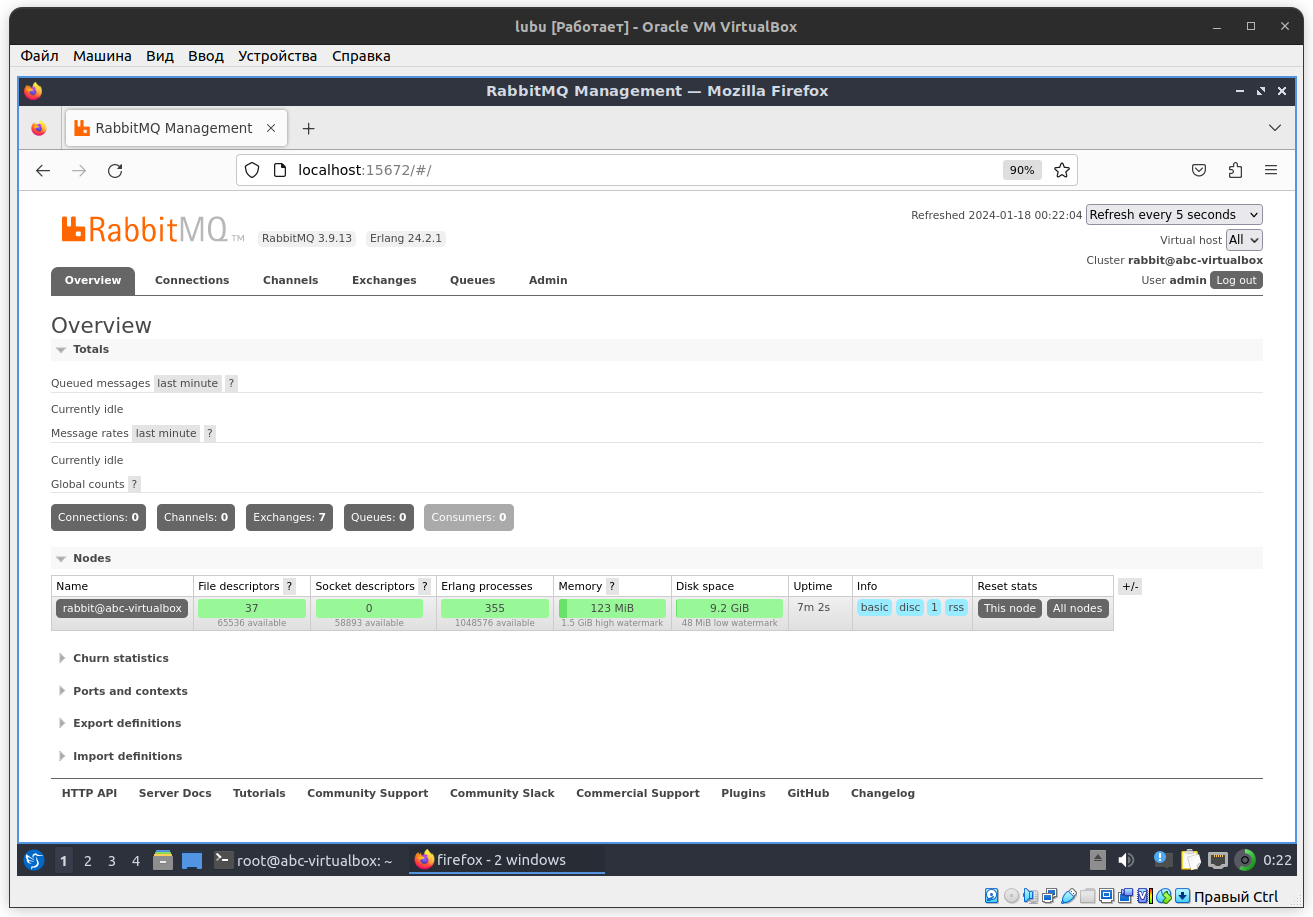 lubu [Работает] - Oracle VM VirtualBox
Файл Машина Вид Ввод Устройства Справка
RabbitMQ Management — Mozilla Firefox
RabbitMQ Management
localhost:15672/#/ 90%
Refreshed 2024-01-18 00:22:04 Refresh every 5 seconds
RabbitMQ TM RabbitMQ 3.9.13 Erlang 24.2.1
Virtual host All
Cluster rabbit@abc-virtualbox
User admin Log out
Overview Connections Channels Exchanges Queues Admin
Overview
Totals
Queued messages last minute ?
Currently idle
Message rates last minute ?
Currently idle
Global counts ?
Connections: 0 Channels: 0 Exchanges: 7 Queues: 0 Consumers: 0
Nodes
Name File descriptors ? Socket descriptors ? Erlang processes Memory ? Disk space Uptime Info Reset stats +/-
rabbit@abc-virtualbox 37 0 355 123 MiB 9.2 GiB 7m 2s basic disc 1 rss This node All nodes
65536 available 58893 available 1048576 available 1.5 GiB high watermark 48 MiB low watermark
Churn statistics
Ports and contexts
Export definitions
Import definitions
HTTP API Server Docs Tutorials Community Support Community Slack Commercial Support Plugins GitHub Changelog
1 2 3 4 root@abc-virtualbox: ~ firefox - 2 windows 0:22
Правый Ctrl